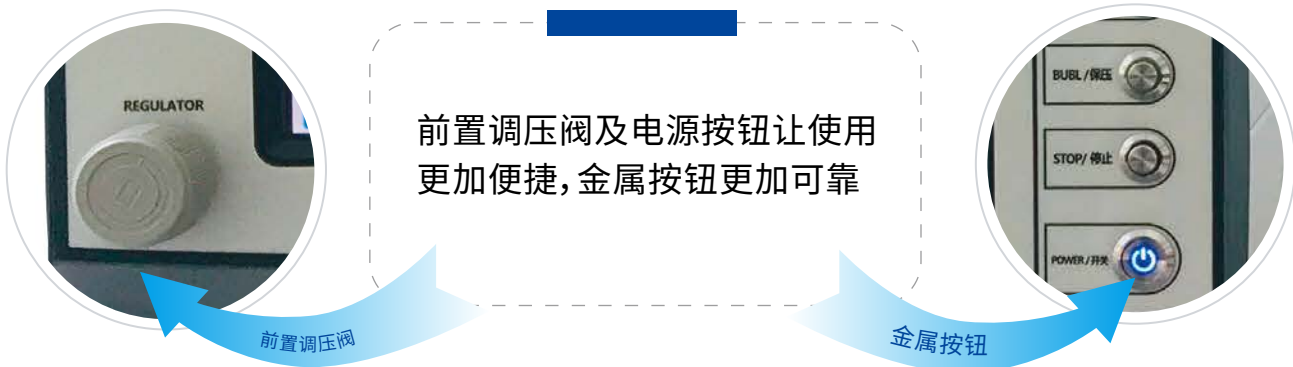 REGULATOR
前置调压阀及电源按钮让使用
更加便捷,金属按钮更加可靠
BUBL/保压
STOP/停止
POWER/开关
前置调压阀
金属按钮